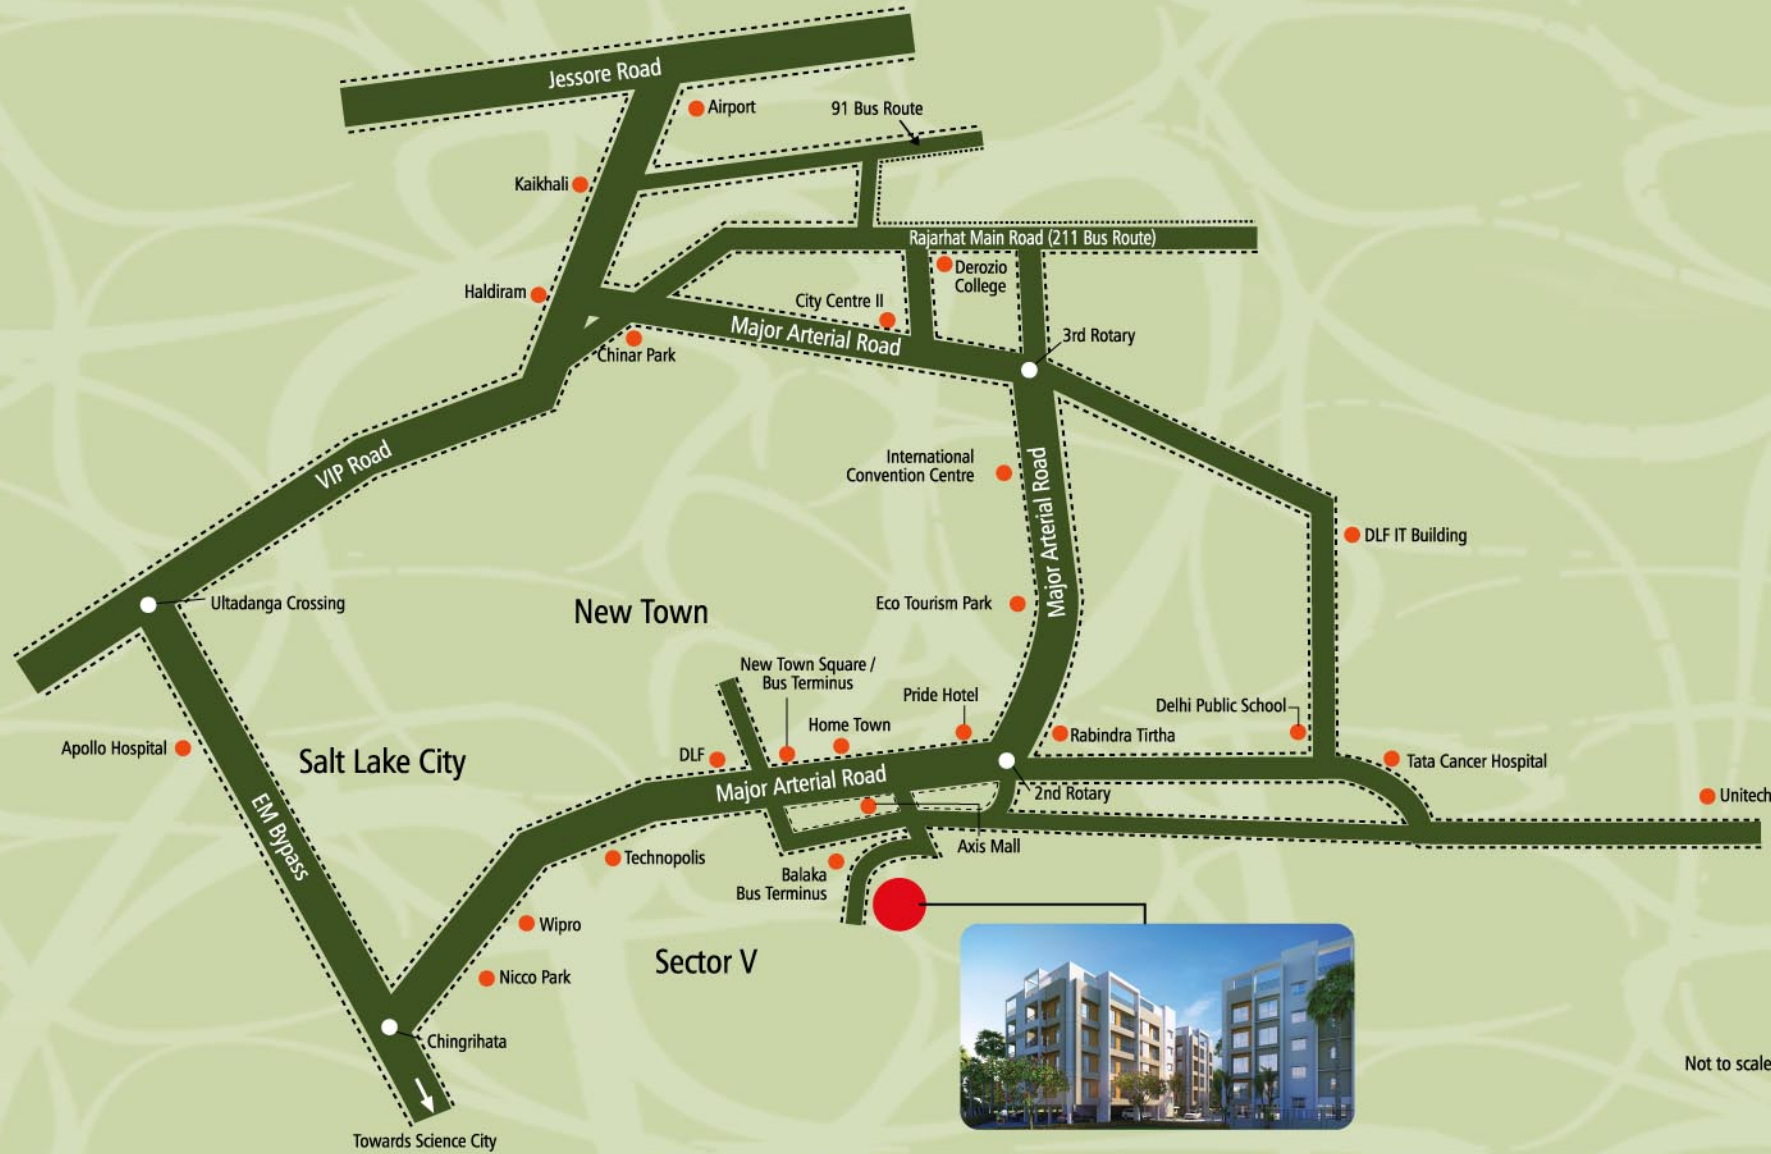 Jessore Road
Airport
91 Bus Route
Kaikhali
Rajarhat Main Road (211 Bus Route)
Derozio
College
Haldiram
City Centre II
Major Arterial Road
3rd Rotary
Chinar Park
VIP Road
International
Convention Centre
Major Arterial Road
DLF IT Building
Ultadanga Crossing
New Town
Eco Tourism Park
New Town Square /
Bus Terminus
Pride Hotel
Delhi Public School
Home Town
Rabindra Tirtha
Apollo Hospital
Salt Lake City
DLF
Major Arterial Road
Tata Cancer Hospital
2nd Rotary
Unitech
EM Bypass
Technopolis
Axis Mall
Balaka
Bus Terminus
Wipro
Sector V
Nicco Park
Chingrihata
Not to scale
Towards Science City